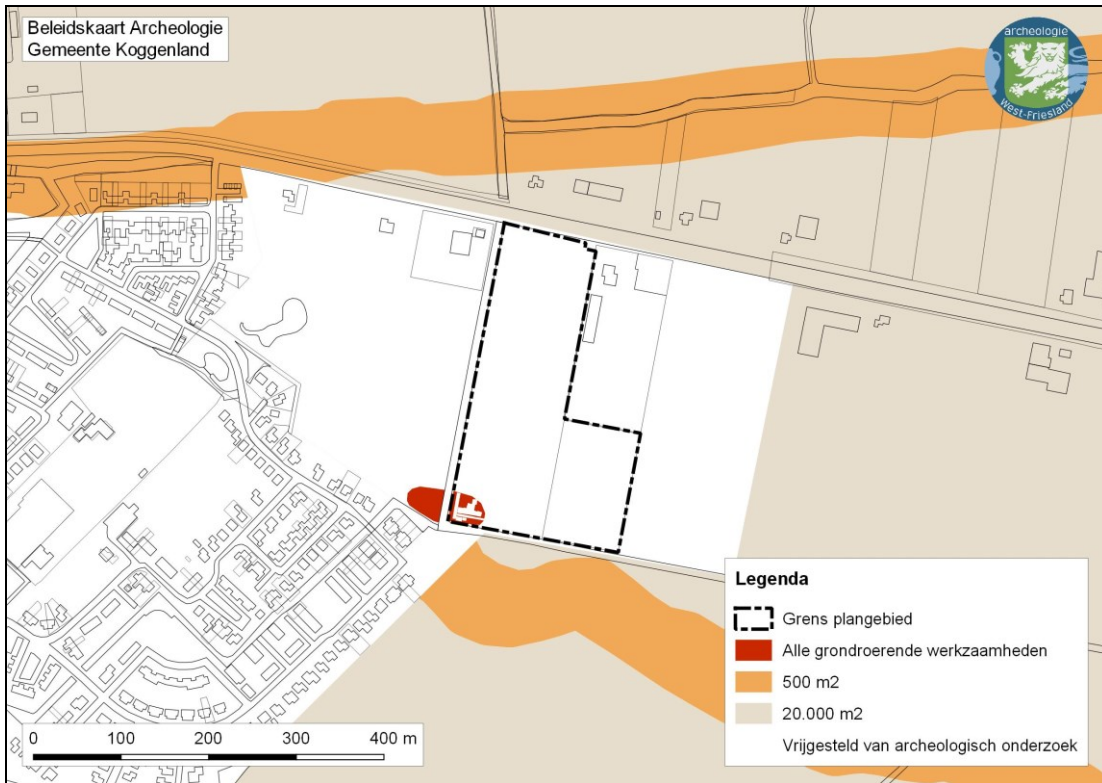 Beleidskaart Archeologie
Gemeente Koggenland
archeologie
West-Friesland
Legenda
Grens plangebied
Alle grondroerende werkzaamheden
500 m2
20.000 m2
Vrijgesteld van archeologisch onderzoek
0 100 200 300 400 m